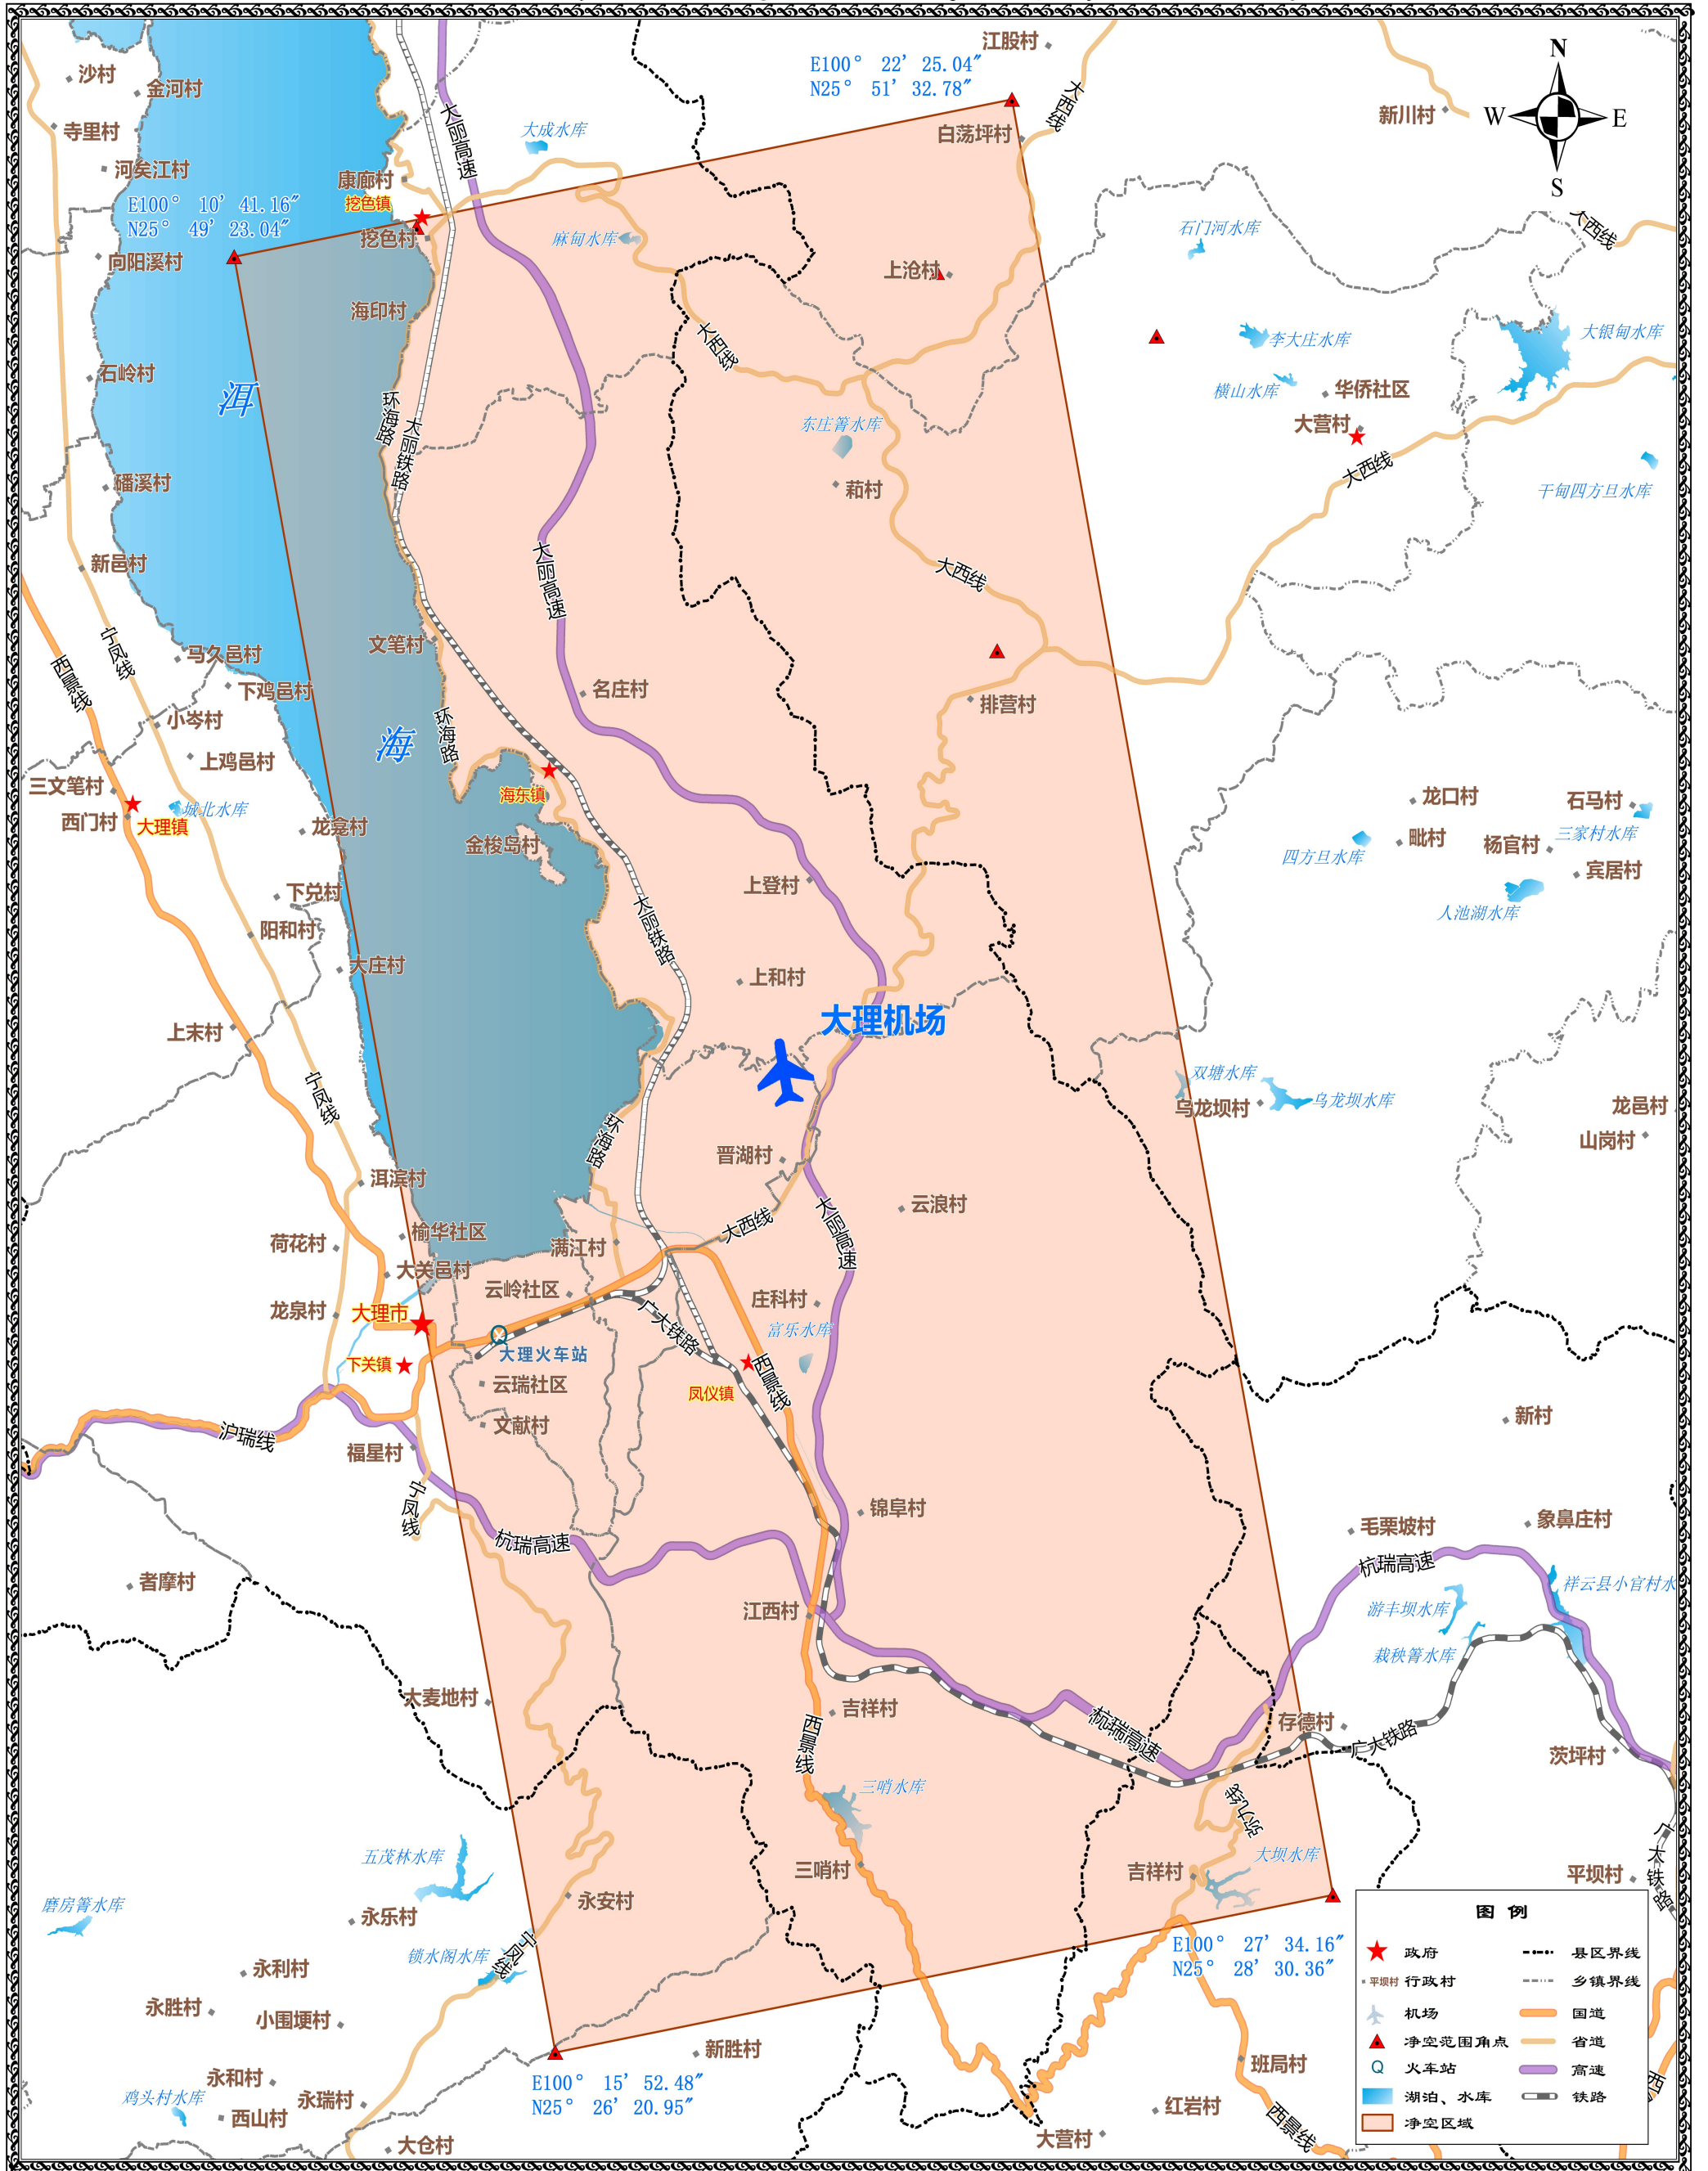 江股村
E100° 22′ 25.04″
N25° 51′ 32.78″
N
W
E
S
沙村
金河村
寺里村
河矣江村
大丽高速
大成水库
大西线
白荡坪村
新川村
康廊村
挖色镇
E100° 10′ 41.16″
N25° 49′ 23.04″
挖色村
向阳溪村
麻甸水库
石门河水库
大西线
上沧村
海印村
大西线
李大庄水库
大银甸水库
石岭村
洱
环海路
大丽铁路
横山水库
华侨社区
大营村
东庄箐水库
大西线
磻溪村
萂村
干甸四方旦水库
新邑村
大丽高速
大西线
宁凤线
文笔村
马久邑村
西景线
下鸡邑村
名庄村
小岑村
排营村
海
环海路
上鸡邑村
三文笔村
海东镇
龙口村
石马村
西门村
大理镇
城北水库
龙龛村
金梭岛村
四方旦水库
毗村
三家村水库
杨官村
宾居村
下兑村
上登村
人池湖水库
大丽铁路
阳和村
大庄村
上和村
上末村
大理机场
宁凤线
双塘水库
乌龙坝村
乌龙坝水库
龙邑村
山岗村
环海路
晋湖村
洱滨村
云浪村
大丽高速
荷花村
榆华社区
满江村
大西线
大关邑村
云岭社区
龙泉村
大理市
广大铁路
庄科村
富乐水库
Q
大理火车站
下关镇
云瑞社区
凤仪镇
西景线
沪瑞线
文献村
新村
福星村
宁凤线
锦阜村
毛栗坡村
象鼻庄村
杭瑞高速
杭瑞高速
者摩村
江西村
祥云县小官村水
游丰坝水库
栽秧箐水库
大麦地村
吉祥村
西景线
杭瑞高速
存德村
广大铁路
茨坪村
三哨水库
弥九线
五茂林水库
三哨村
大坝水库
吉祥村
平坝村
广大铁路
磨房箐水库
永安村
永乐村
宁凤线
锁水阁水库
E100° 27′ 34.16″
N25° 28′ 30.36″
永利村
永胜村
小围埂村
新胜村
班局村
永和村
E100° 15′ 52.48″
N25° 26′ 20.95″
鸡头村水库
西山村
永瑞村
红岩村
大仓村
大营村
西景线
西
图 例
政府
县区界线
平坝村 行政村
乡镇界线
机场
国道
净空范围角点
省道
Q 火车站
高速
湖泊、水库
铁路
净空区域